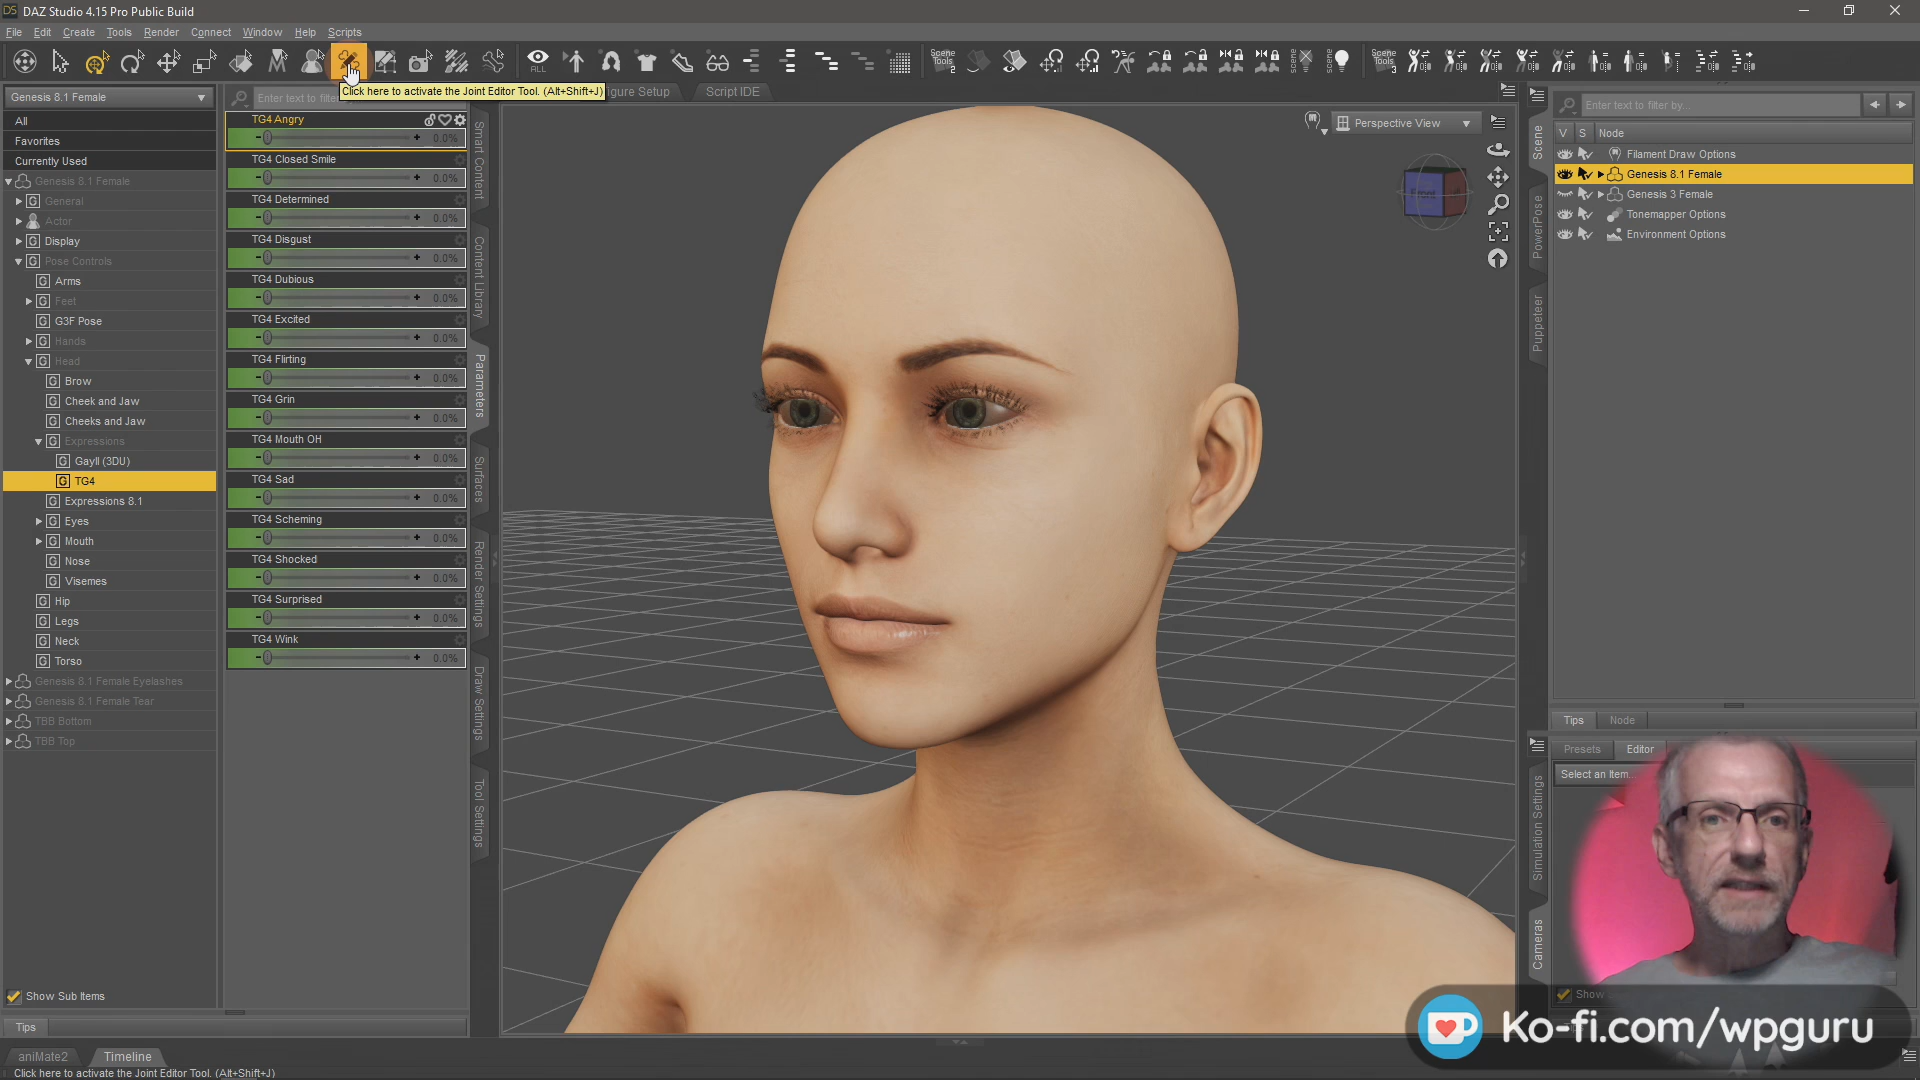 DAZ Studio 4.15 Pro Public Build
File Edit Create Tools Render Connect Window Help Scripts
ALL
Scene Tools 2
scene
scene
Scene Tools 3
Click here to activate the Joint Editor Tool. (Alt+Shift+J)
Genesis 8.1 Female
Enter text to filter
gure Setup
Script IDE
All
Favorites
Currently Used
Genesis 8.1 Female
General
Actor
Display
Pose Controls
Arms
Feet
G3F Pose
Hands
Head
Brow
Cheek and Jaw
Cheeks and Jaw
Expressions
Gayll (3DU)
TG4
Expressions 8.1
Eyes
Mouth
Nose
Visemes
Hip
Legs
Neck
Torso
Genesis 8.1 Female Eyelashes
Genesis 8.1 Female Tear
TBB Bottom
TBB Top
Show Sub Items
Tips
TG4 Angry
0.0%
TG4 Closed Smile
0.0%
TG4 Determined
0.0%
TG4 Disgust
0.0%
TG4 Dubious
0.0%
TG4 Excited
0.0%
TG4 Flirting
0.0%
TG4 Grin
0.0%
TG4 Mouth OH
0.0%
TG4 Sad
0.0%
TG4 Scheming
0.0%
TG4 Shocked
0.0%
TG4 Surprised
0.0%
TG4 Wink
0.0%
Smart Content
Content Library
Parameters
Surfaces
Render Settings
Draw Settings
Tool Settings
Perspective View
Front
Scene
PowerPose
Puppeteer
Enter text to filter by...
V S Node
Filament Draw Options
Genesis 8.1 Female
Genesis 3 Female
Tonemapper Options
Environment Options
Tips Node
Presets Editor
Select an Item...
Simulation Settings
Cameras
Show
Ko-fi.com/wpguru
aniMate2 Timeline
Click here to activate the Joint Editor Tool. (Alt+Shift+J)